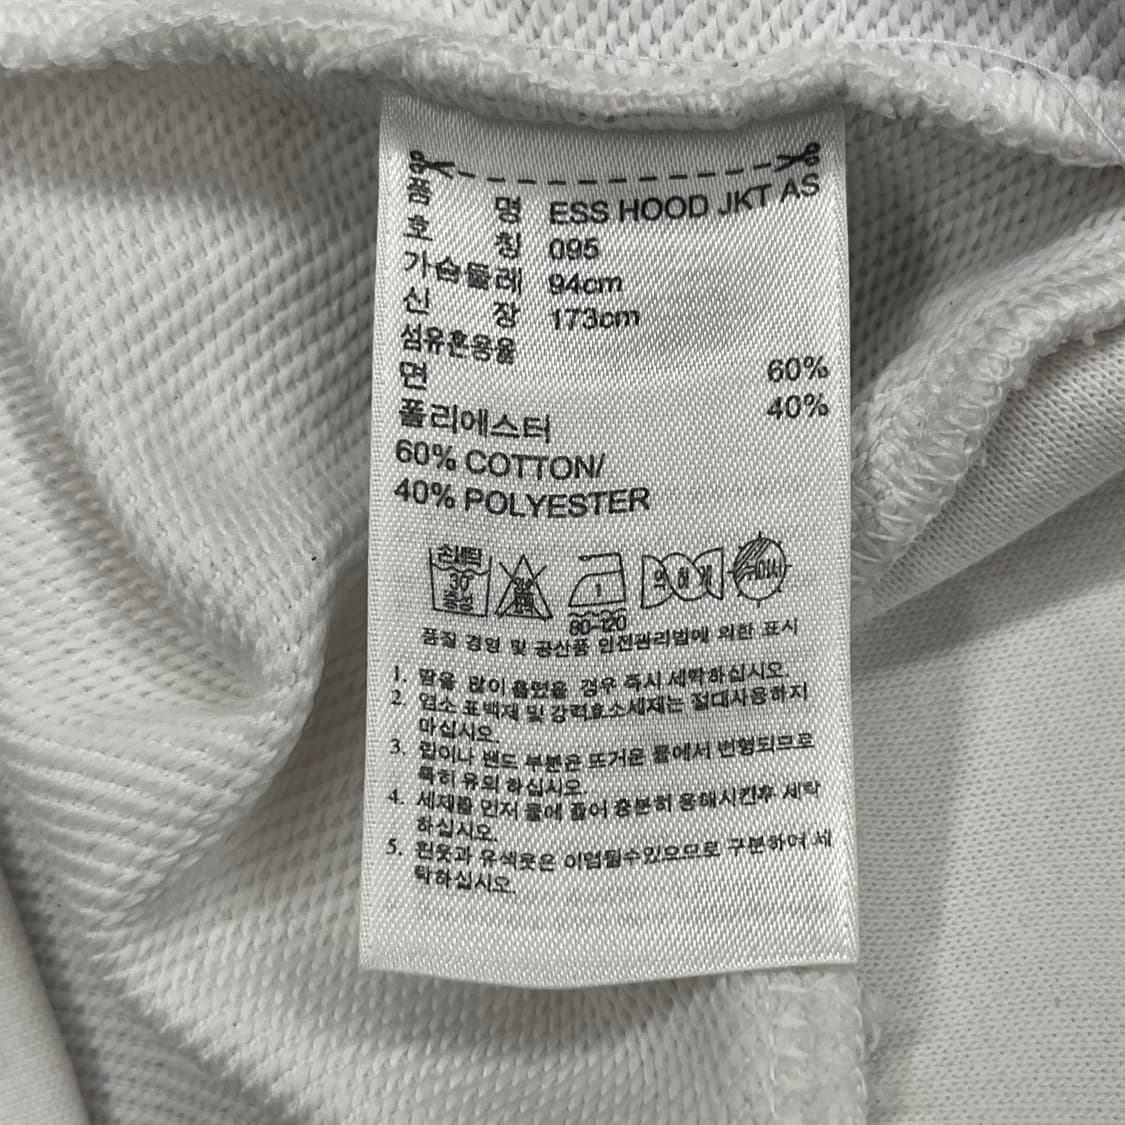 품 명 ESS HOOD JKT AS
호 칭 095
가슴둘레 94cm
신 장 173cm
섬유혼용율
면 60%
폴리에스터 40%
60% COTTON/
40% POLYESTER
손세탁
30°
중성
80~120
품질 경영 및 공산품 안전관리법에 의한 표시
1. 땀을 많이 흘렸을 경우 즉시 세탁하십시오.
2. 염소 표백제 및 강력효소세제는 절대사용하지
마십시오.
3. 립이나 밴드 부분은 뜨거운 물에서 변형되므로
특히 유의 하십시오.
4. 세제를 먼저 물에 풀어 충분히 용해시킨후 세탁
하십시오.
5. 흰옷과 유색옷은 이염될수있으므로 구분하여 세
탁하십시오.